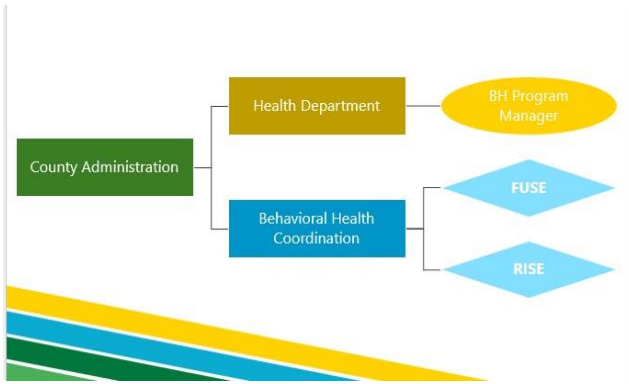 County Administration
Health Department
BH Program
Manager
Behavioral Health
Coordination
FUSE
RISE